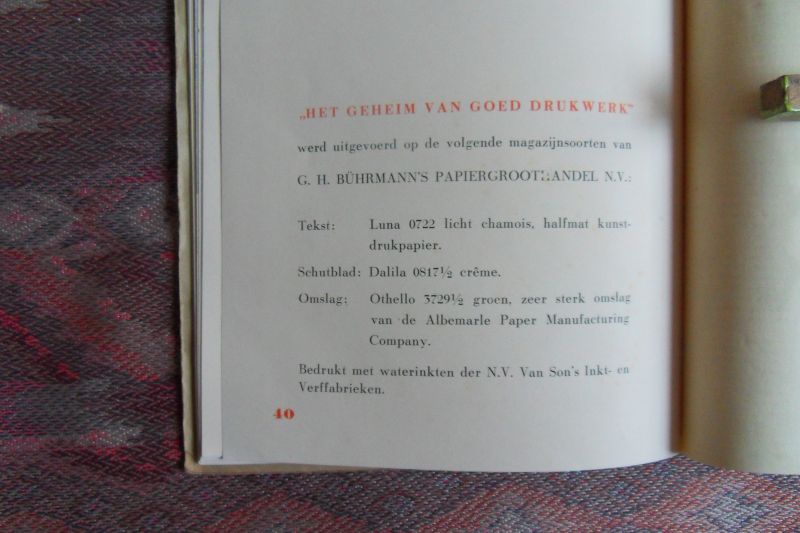 „HET GEHEIM VAN GOED DRUKWERK"
werd uitgevoerd op de volgende magazijnsoorten van
G. H. BÜHRMANN'S PAPIERGROOTHANDEL N.V.:
Tekst: Luna 0722 licht chamois, halfmat kunst-
drukpapier.
Schutblad: Dalila 0817½ crême.
Omslag: Othello 3729½ groen, zeer sterk omslag
van de Albemarle Paper Manufacturing
Company.
Bedrukt met waterinkten der N.V. Van Son's Inkt- en
Verffabrieken.
40